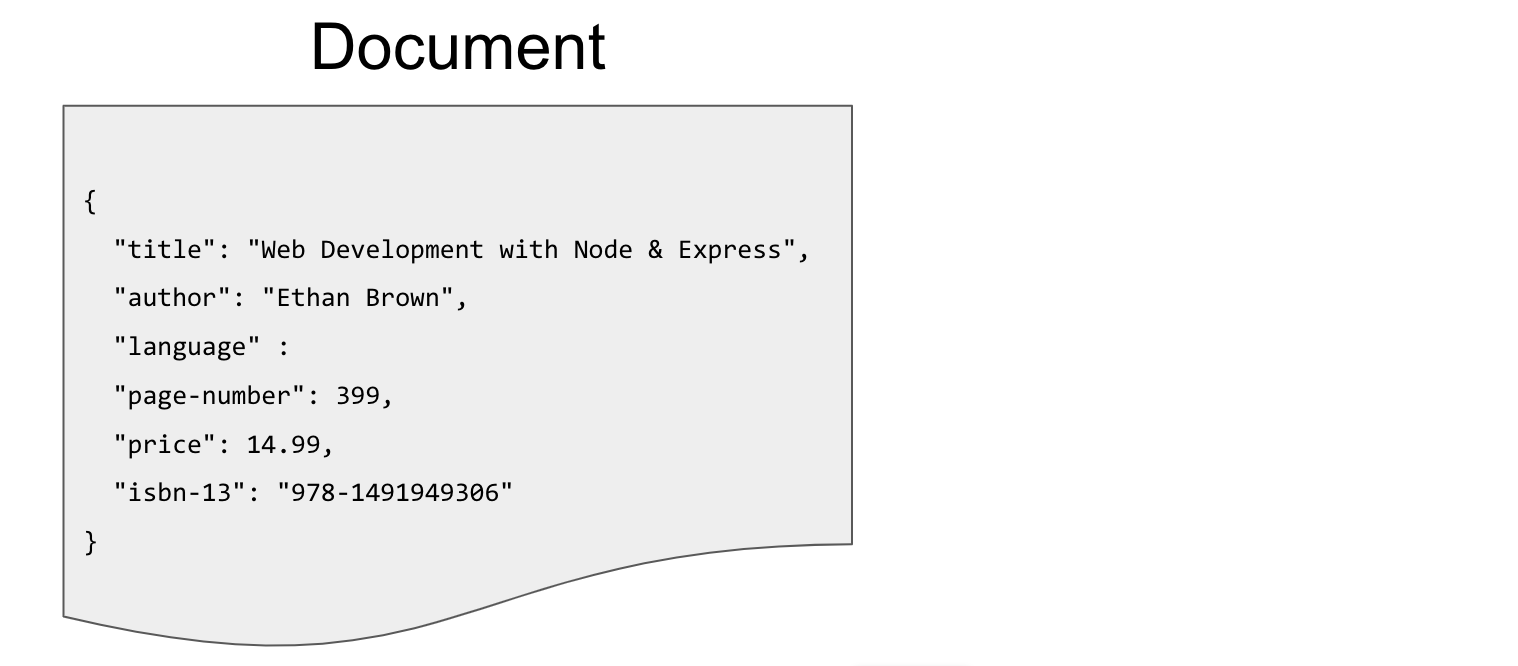 Document
{
"title": "Web Development with Node & Express",
"author": "Ethan Brown",
"language" :
"page-number": 399,
"price": 14.99,
"isbn-13": "978-1491949306"
}